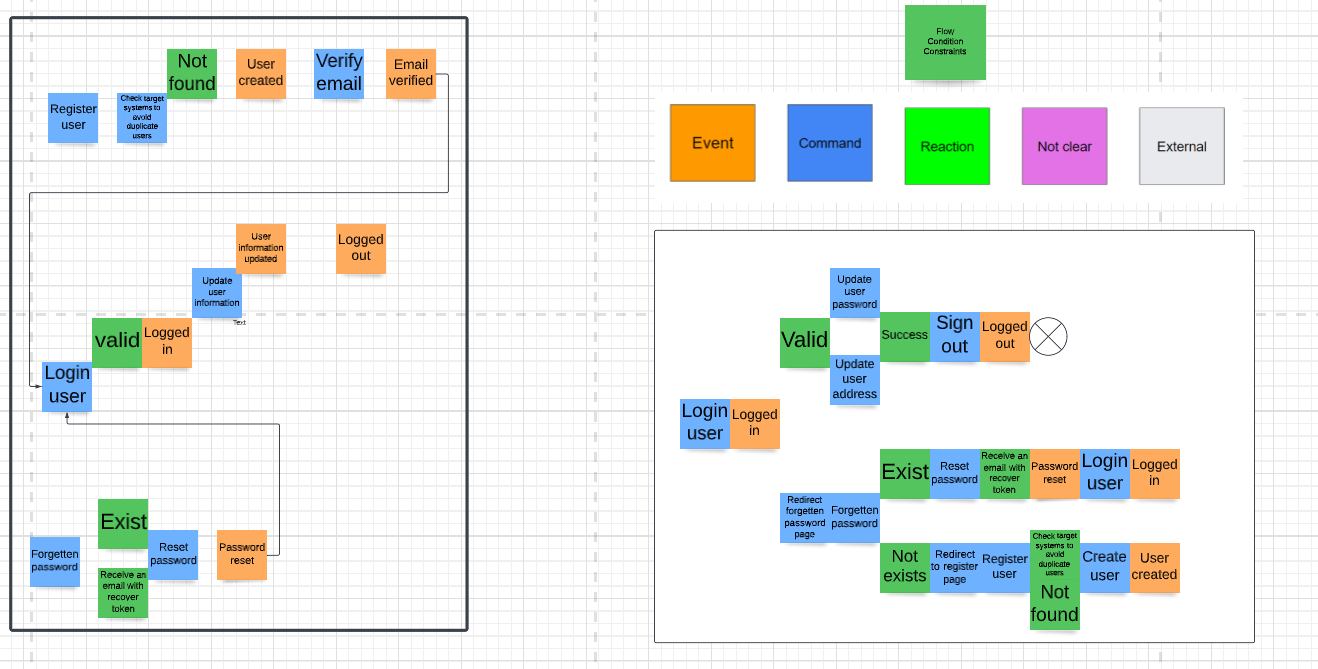 Not
found
User
created
Verify
email
Email
verified
Register
user
Check target
systems to
avoid
duplicate
users
User
information
updated
Logged
out
Update
user
information
Text
valid
Logged
in
Login
user
Exist
Forgetten
password
Reset
password
Password
reset
Receive an
email with
recover
token
Flow
Condition
Constraints
Event
Command
Reaction
Not clear
External
Update
user
password
Valid
Success
Sign
out
Logged
out
Update
user
address
Login
user
Logged
in
Exist
Reset
password
Receive an
email with
recover
token
Password
reset
Login
user
Logged
in
Redirect
forgetten
password
page
Forgetten
password
Not
exists
Redirect
to register
page
Register
user
Check target
systems to
avoid
duplicate
users
Not
found
Create
user
User
created